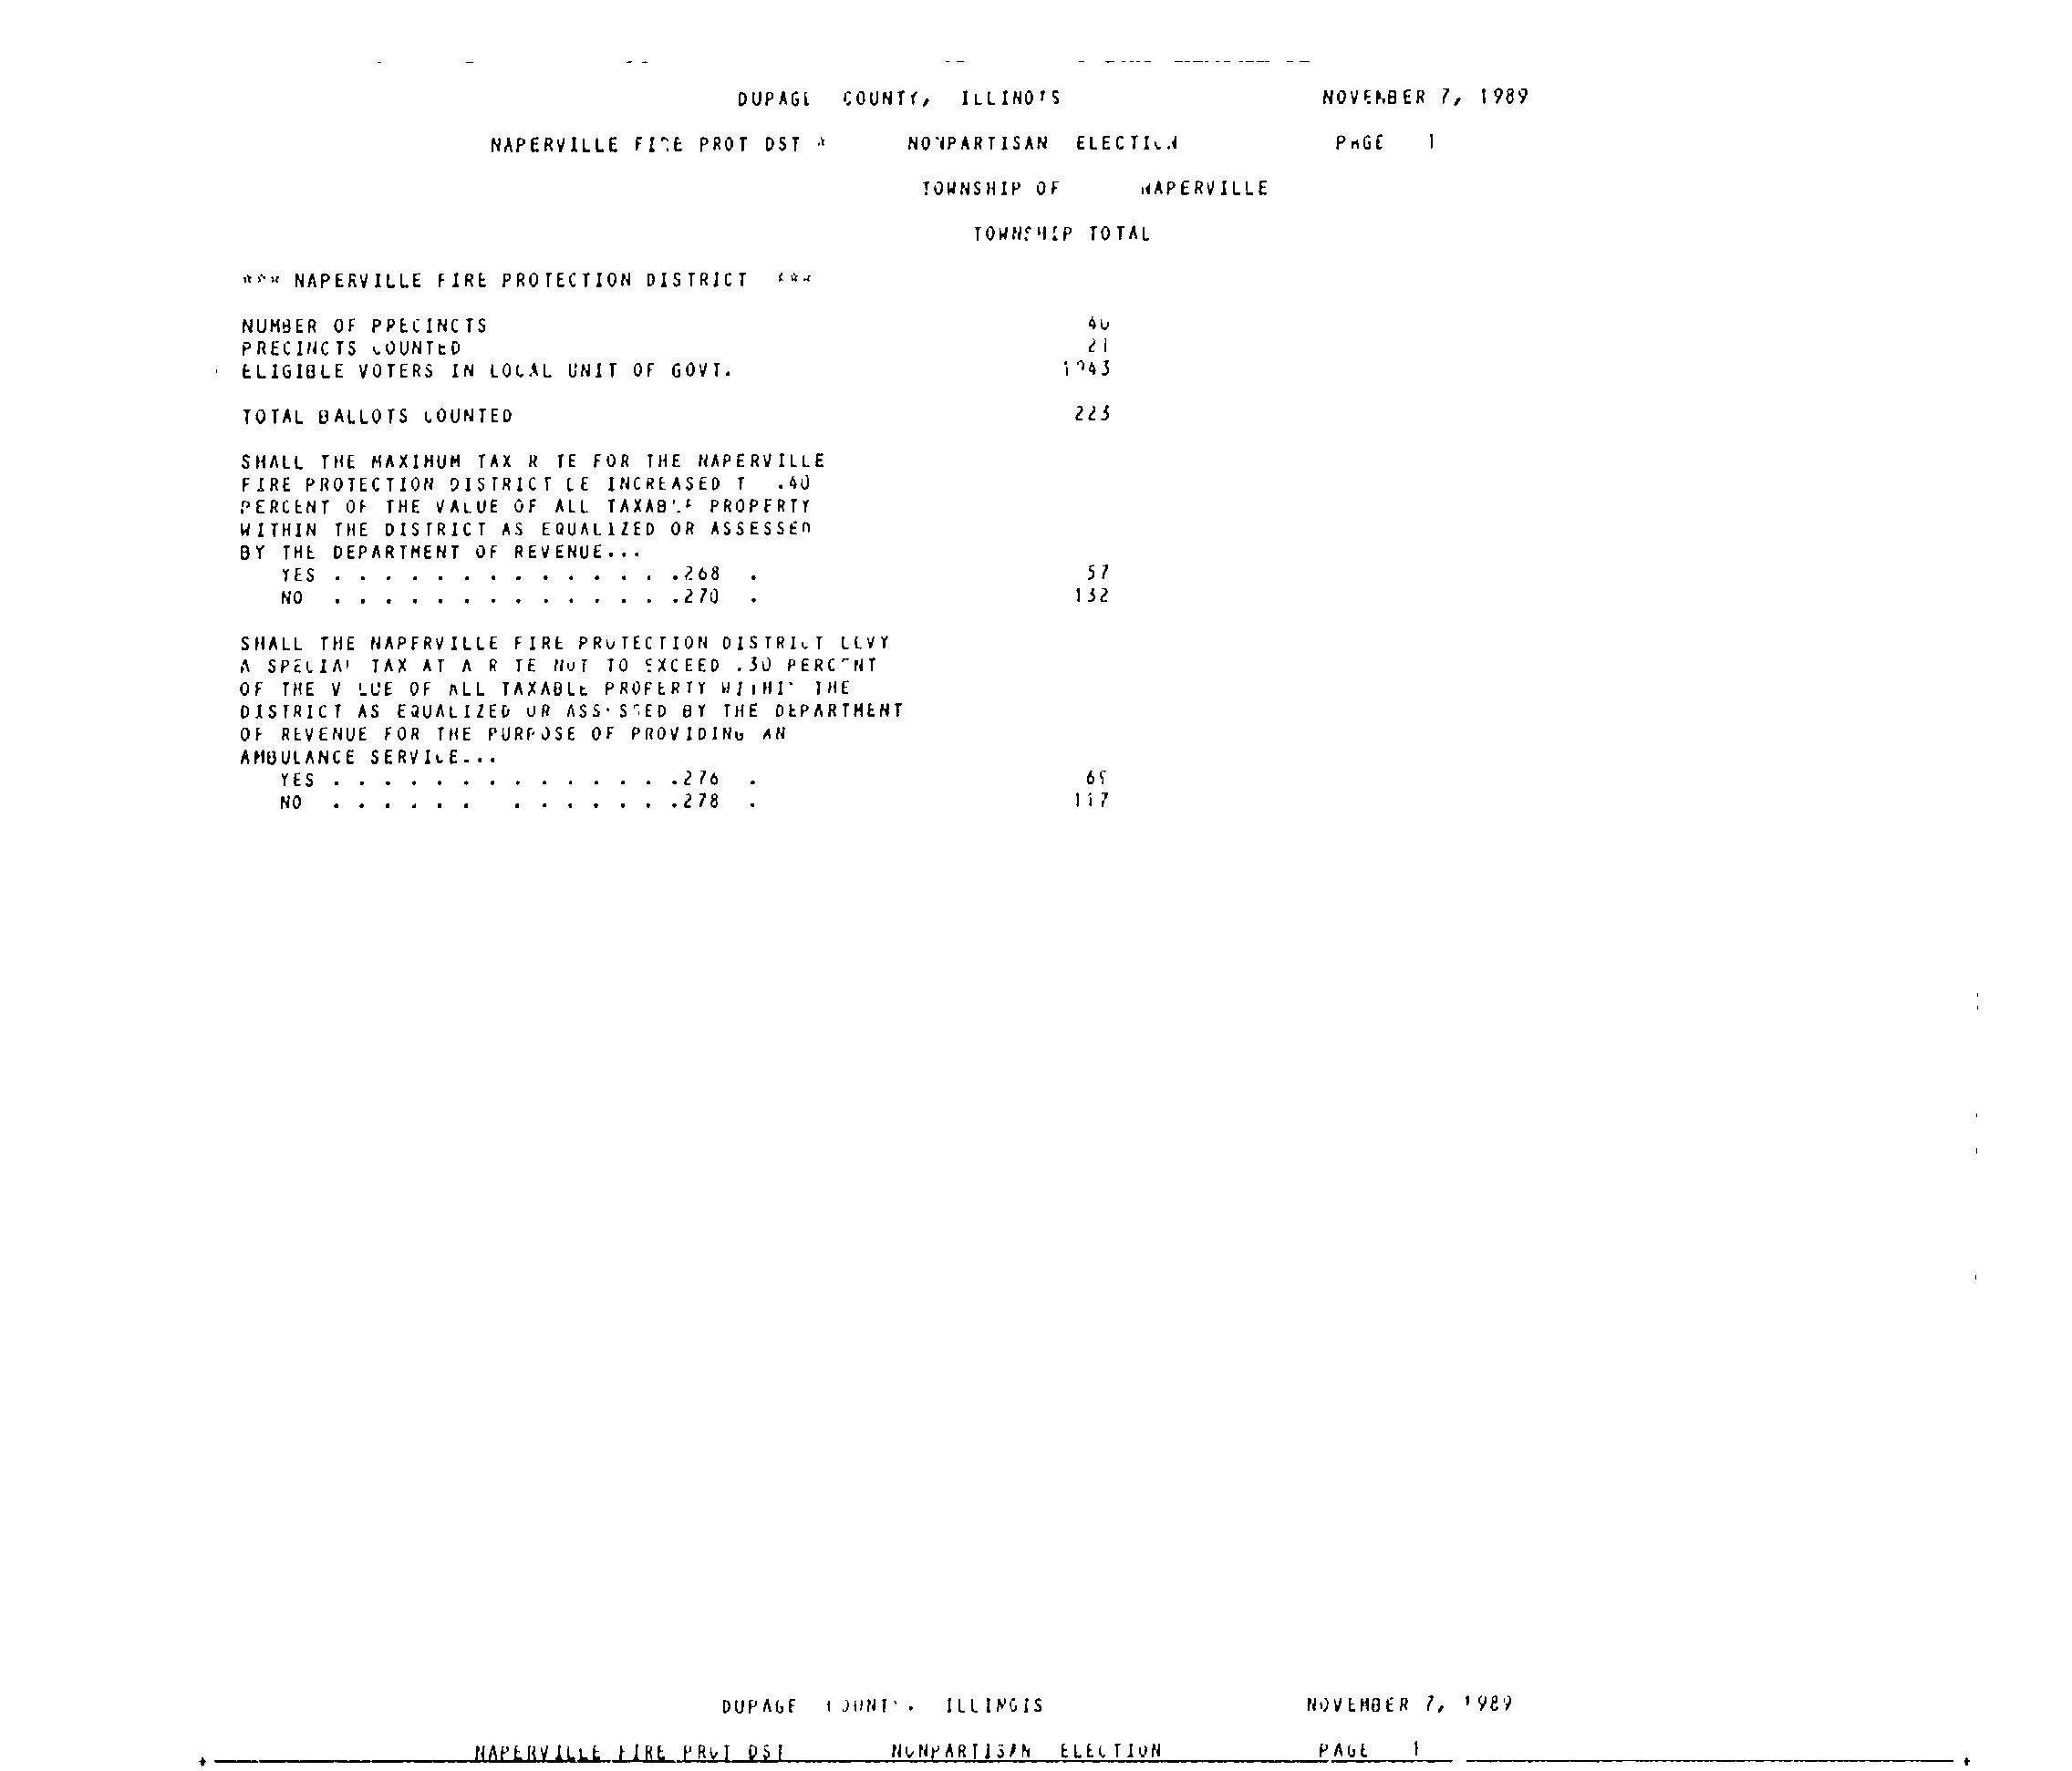 DUPAGE COUNTY, ILLINOIS NOVEMBER 7, 1989
NAPERVILLE FIRE PROT DST * NONPARTISAN ELECTION PAGE 1
TOWNSHIP OF NAPERVILLE
TOWNSHIP TOTAL
*** NAPERVILLE FIRE PROTECTION DISTRICT ***
NUMBER OF PRECINCTS 40
PRECINCTS COUNTED 21
ELIGIBLE VOTERS IN LOCAL UNIT OF GOVT.
TOTAL BALLOTS COUNTED 223
SHALL THE MAXIMUM TAX R TE FOR THE NAPERVILLE
FIRE PROTECTION DISTRICT BE INCREASED T .40
PERCENT OF THE VALUE OF ALL TAXABLE PROPERTY
WITHIN THE DISTRICT AS EQUALIZED OR ASSESSED
BY THE DEPARTMENT OF REVENUE...
YES . . . . . . . . . . . . . .268 . 57
NO . . . . . . . . . . . . . .270 . 132
SHALL THE NAPERVILLE FIRE PROTECTION DISTRICT LEVY
A SPECIAL TAX AT A R TE NOT TO EXCEED .30 PERCENT
OF THE V LUE OF ALL TAXABLE PROPERTY WITHIN THE
DISTRICT AS EQUALIZED OR ASSESSED BY THE DEPARTMENT
OF REVENUE FOR THE PURPOSE OF PROVIDING AN
AMBULANCE SERVICE...
YES . . . . . . . . . . . . . .276 .
NO . . . . . . . . . . . . .278 . 117
DUPAGE COUNTY, ILLINOIS NOVEMBER 7, 1989
NAPERVILLE FIRE PROT DST NONPARTISAN ELECTION PAGE 1